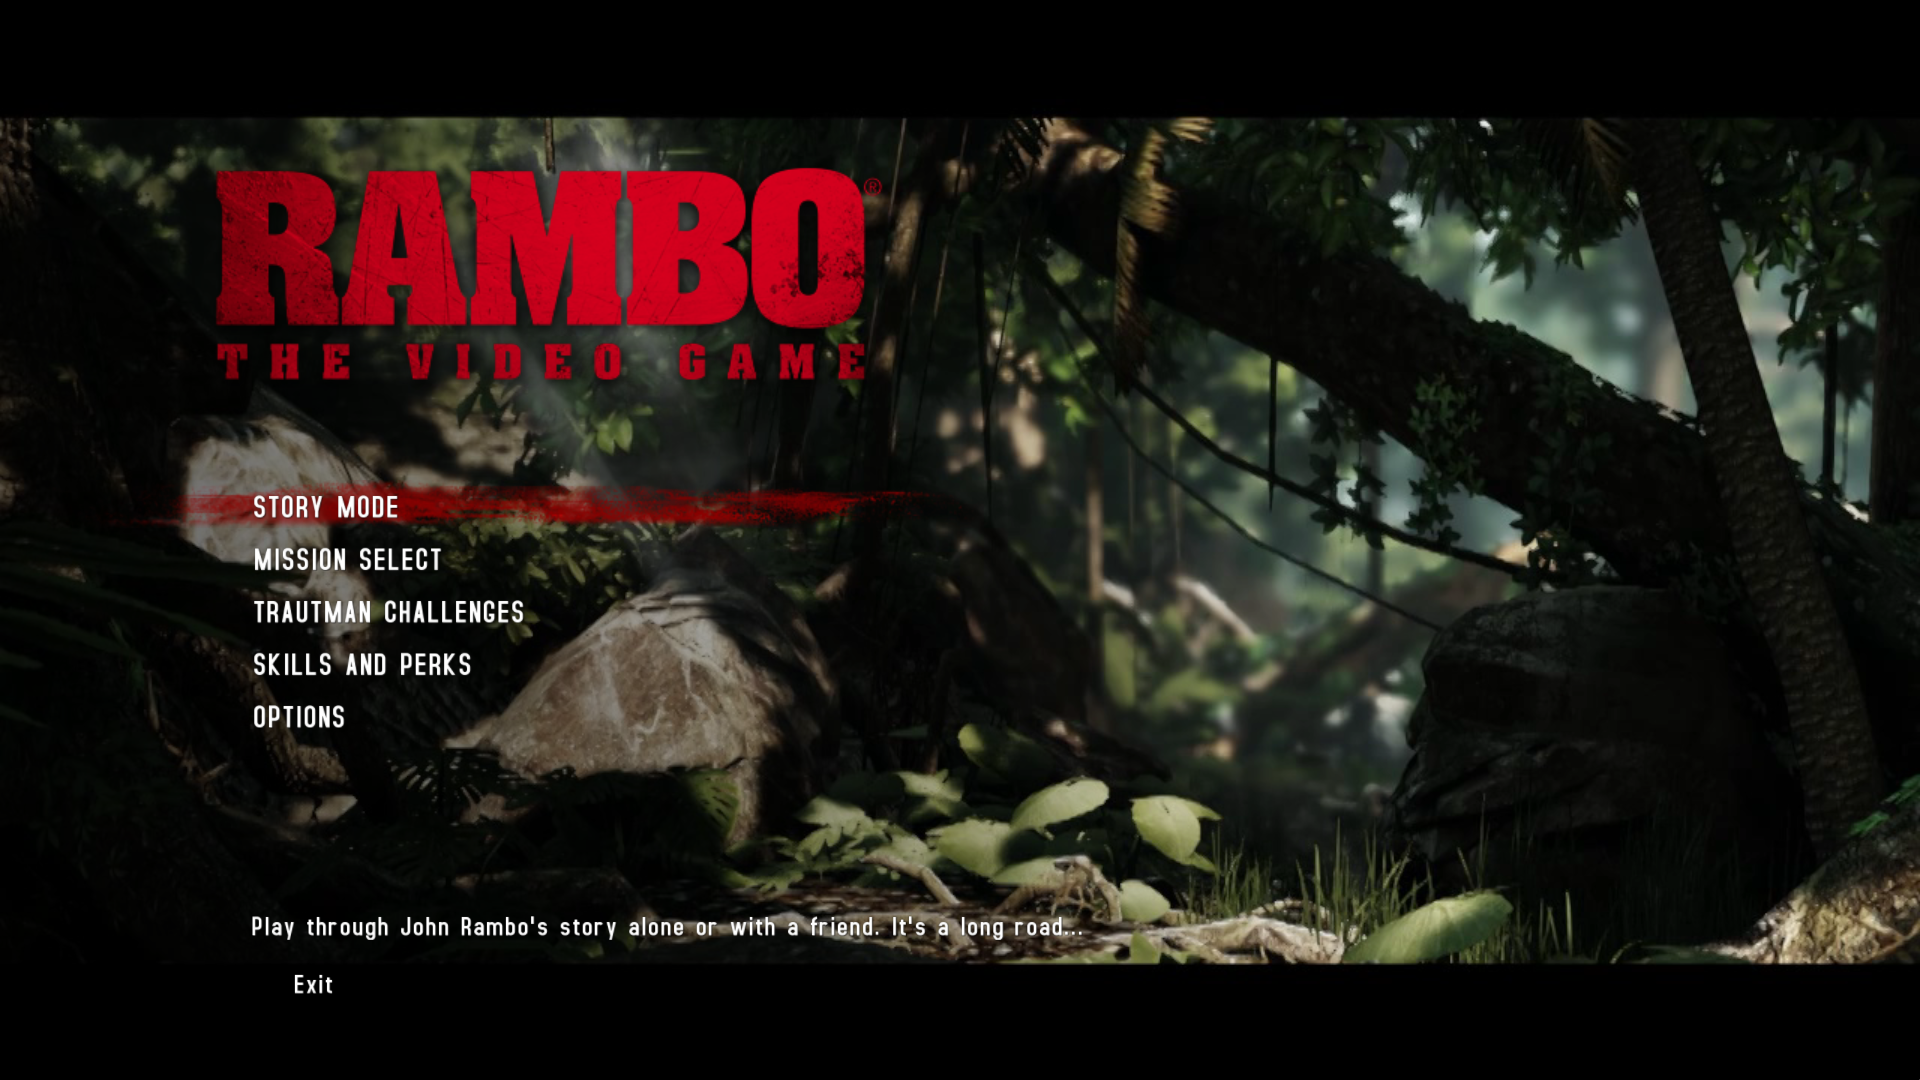 RAMBO®
THE VIDEO GAME
STORY MODE
MISSION SELECT
TRAUTMAN CHALLENGES
SKILLS AND PERKS
OPTIONS
Play through John Rambo's story alone or with a friend. It's a long road...
Exit